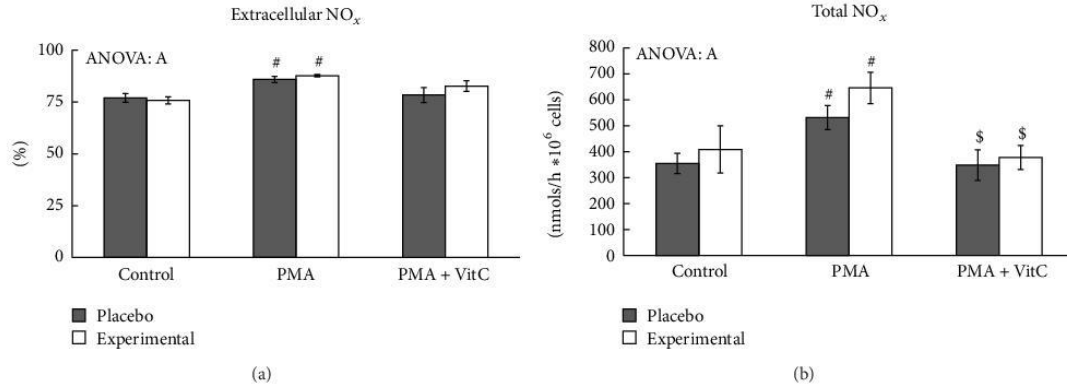 Extracellular NOx
ANOVA: A
100
75
50
25
0
(%)
# #
Control PMA PMA + VitC
Placebo
Experimental
(a)
Total NOx
ANOVA: A
800
700
600
500
400
300
200
100
0
(nmols/h *10^6 cells)
#
#
$ $
Control PMA PMA + VitC
Placebo
Experimental
(b)